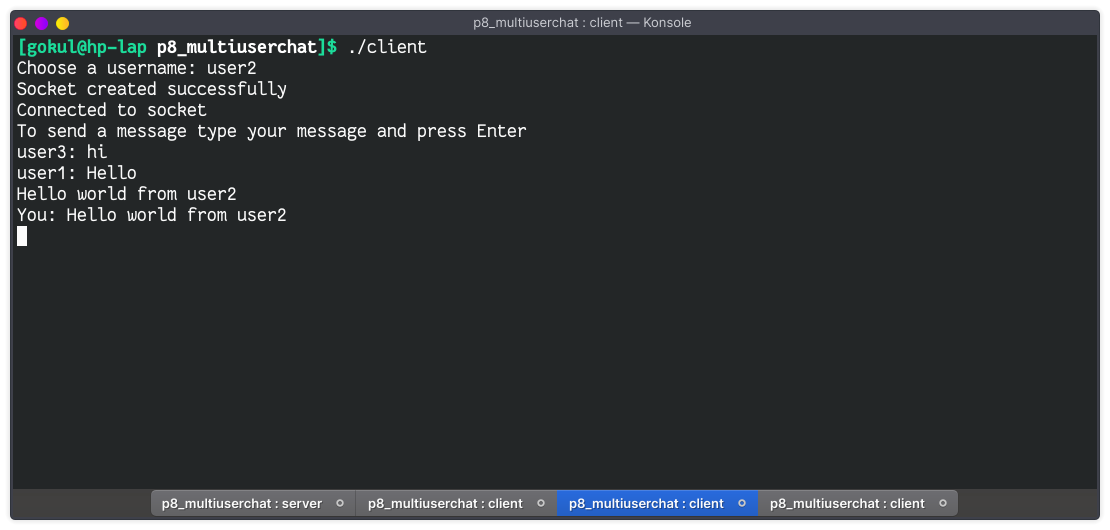 p8_multiuserchat : client — Konsole
[gokul@hp-lap p8_multiuserchat]$ ./client
Choose a username: user2
Socket created successfully
Connected to socket
To send a message type your message and press Enter
user3: hi
user1: Hello
Hello world from user2
You: Hello world from user2
p8_multiuserchat : server
p8_multiuserchat : client
p8_multiuserchat : client
p8_multiuserchat : client